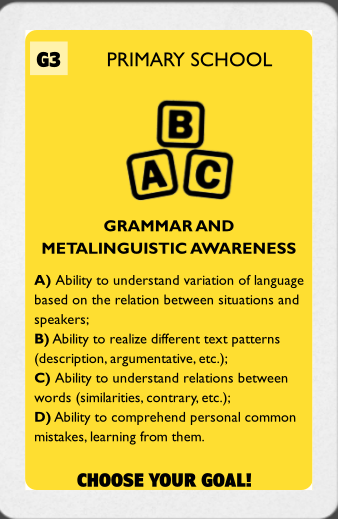 G3 PRIMARY SCHOOL
B
A C
GRAMMAR AND
METALINGUISTIC AWARENESS
A) Ability to understand variation of language
based on the relation between situations and
speakers;
B) Ability to realize different text patterns
(description, argumentative, etc.);
C) Ability to understand relations between
words (similarities, contrary, etc.);
D) Ability to comprehend personal common
mistakes, learning from them.
CHOOSE YOUR GOAL!